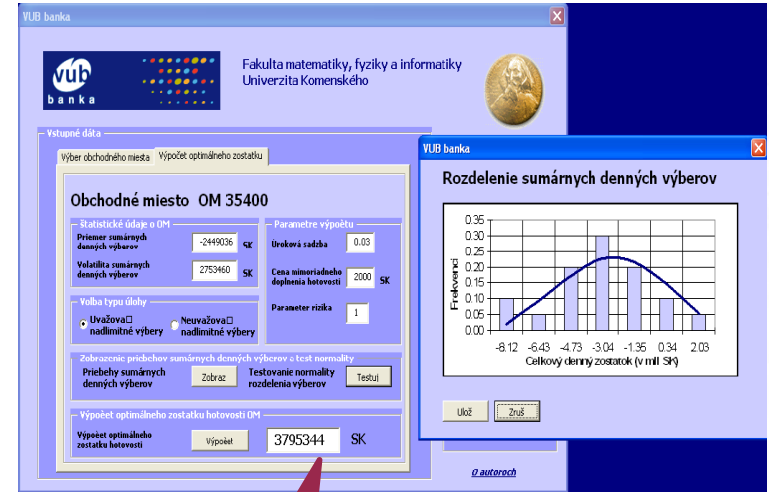 VUB banka
vub
banka
Fakulta matematiky, fyziky a informatiky
Univerzita Komenského
Vstupné dáta
Výber obchodného miesta
Výpočet optimálneho zostatku
Obchodné miesto OM 35400
štatistické údaje o OM
Priemer sumárnych
denných výberov
-2449036 SK
Volatilita sumárnych
denných výberov
2753460 SK
Parametre výpoètu
Úroková sadzba
0.03
Cena mimoriadneho
doplnenia hotovosti
2000 SK
Parameter rizika
1
Volba typu úlohy
Uvažova□
nadlimitné výbery
Neuvažova□
nadlimitné výbery
Zobrazenie priebehov sumárnych denných výberov a test normality
Priebehy sumárnych
denných výberov
Zobraz
Testovanie normality
rozdelenia výberov
Testuj
Výpoèet optimálneho zostatku hotovosti OM
Výpoèet optimálneho
zostatku hotovosti
Výpoèet
3795344 SK
O autoroch
VUB banka
Rozdelenie sumárnych denných výberov
Frekvenci
0.35
0.30
0.25
0.20
0.15
0.10
0.05
0.00
-8.12 -6.43 -4.73 -3.04 -1.35 0.34 2.03
Celkový denný zostatok (v mill SK)
Ulož
Zruš